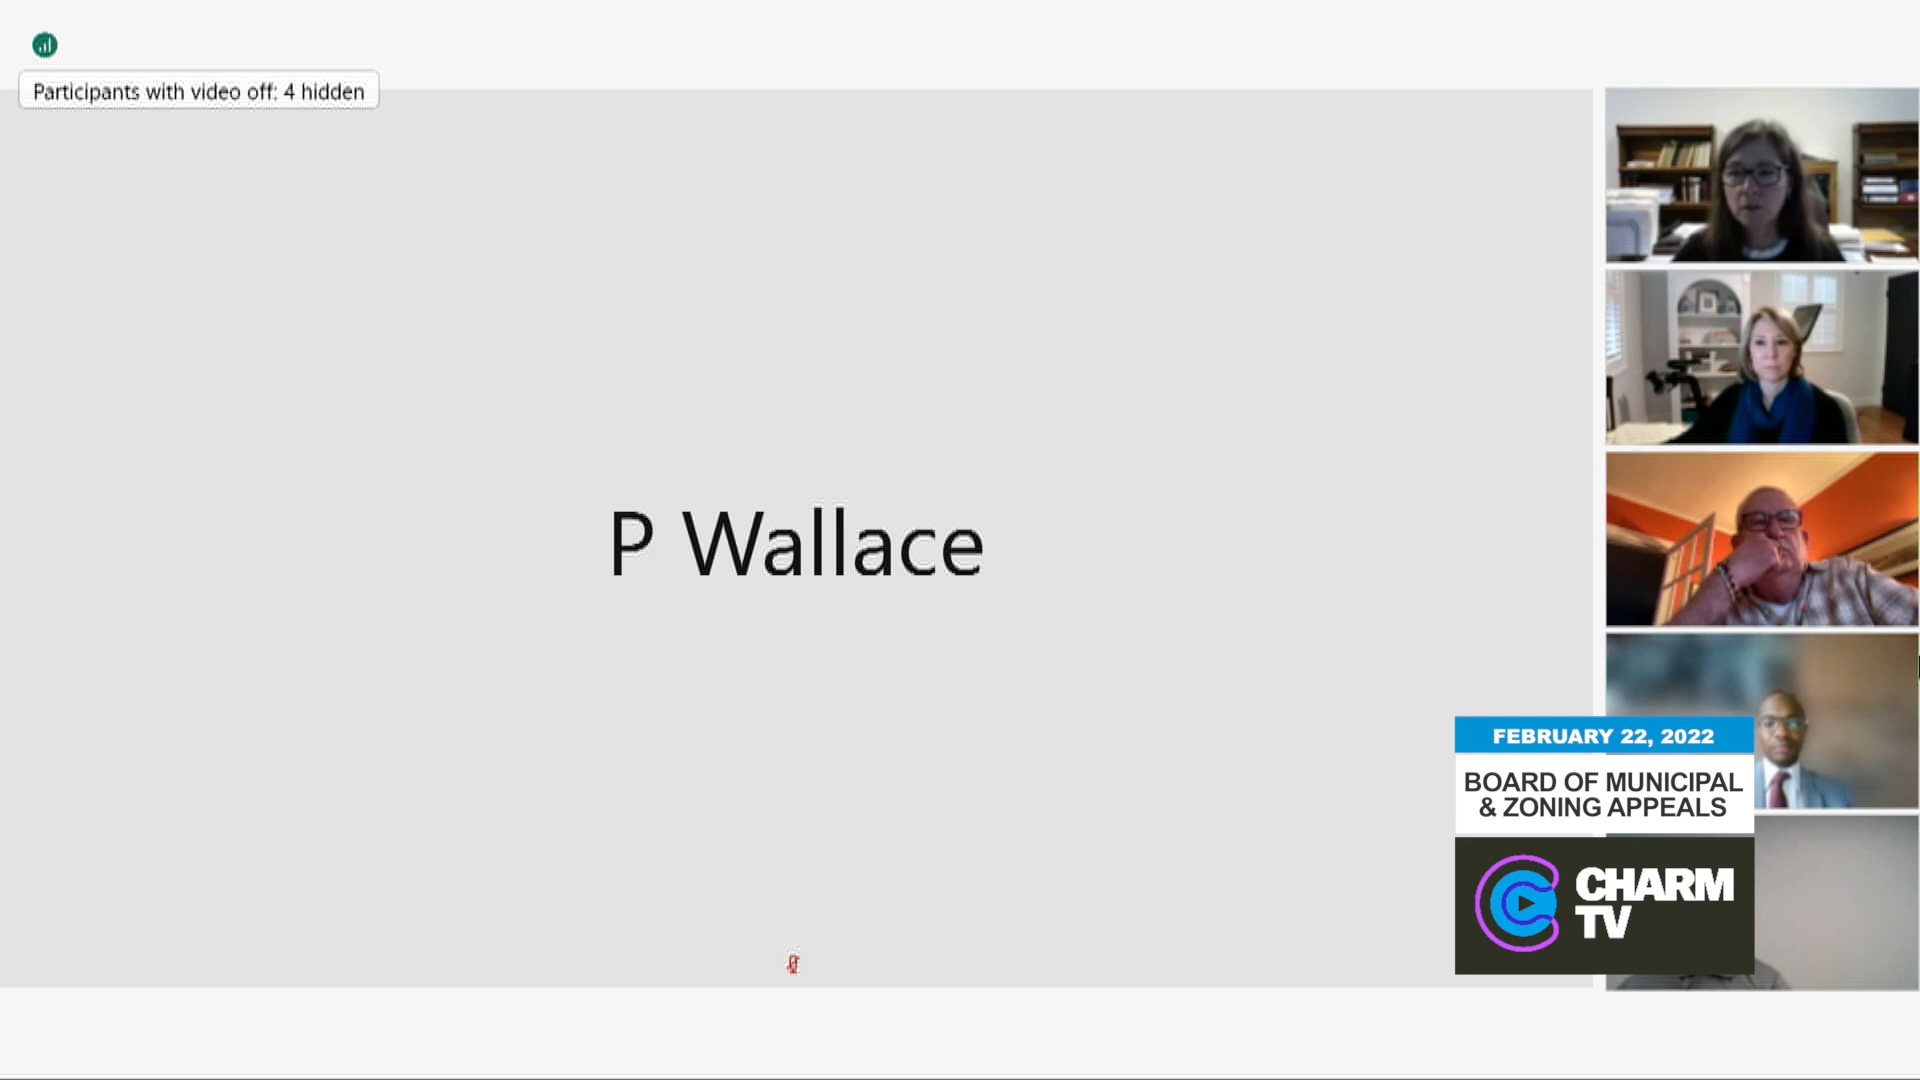 Participants with video off: 4 hidden
P Wallace
FEBRUARY 22, 2022
BOARD OF MUNICIPAL
& ZONING APPEALS
CHARM
TV